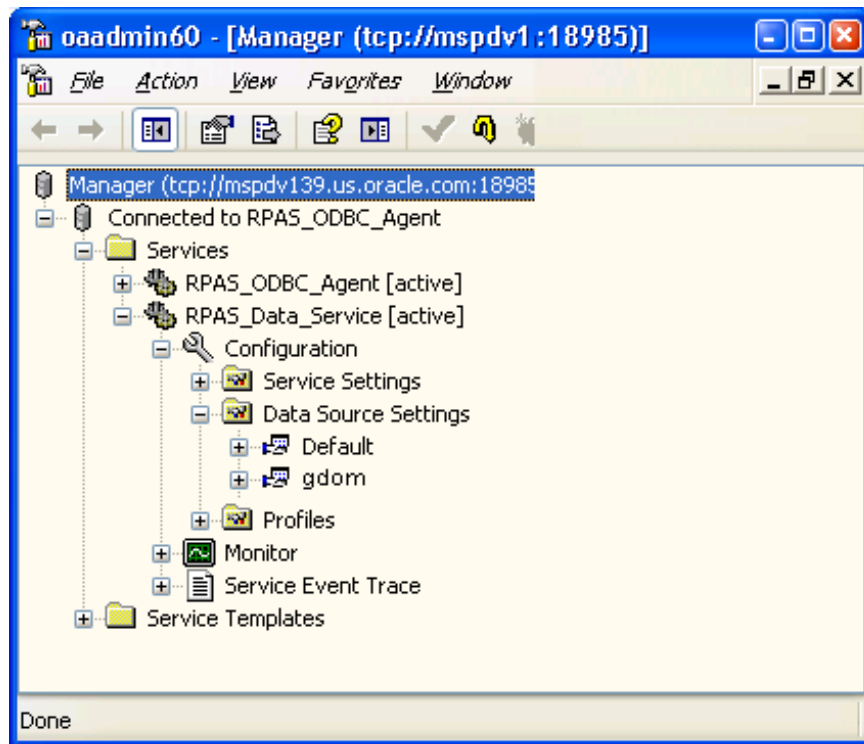 oaadmin60 - [Manager (tcp://mspdv1:18985)]
File Action View Favorites Window
Manager (tcp://mspdv139.us.oracle.com:18985
Connected to RPAS_ODBC_Agent
Services
RPAS_ODBC_Agent [active]
RPAS_Data_Service [active]
Configuration
Service Settings
Data Source Settings
Default
gdom
Profiles
Monitor
Service Event Trace
Service Templates
Done